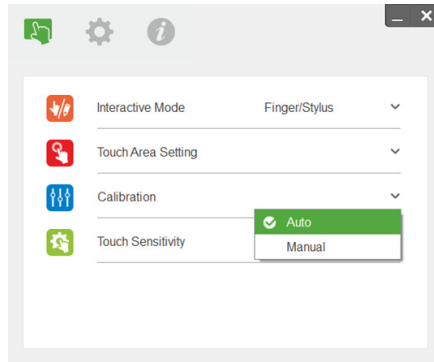 Interactive Mode Finger/Stylus
Touch Area Setting
Calibration
Auto
Touch Sensitivity
Manual